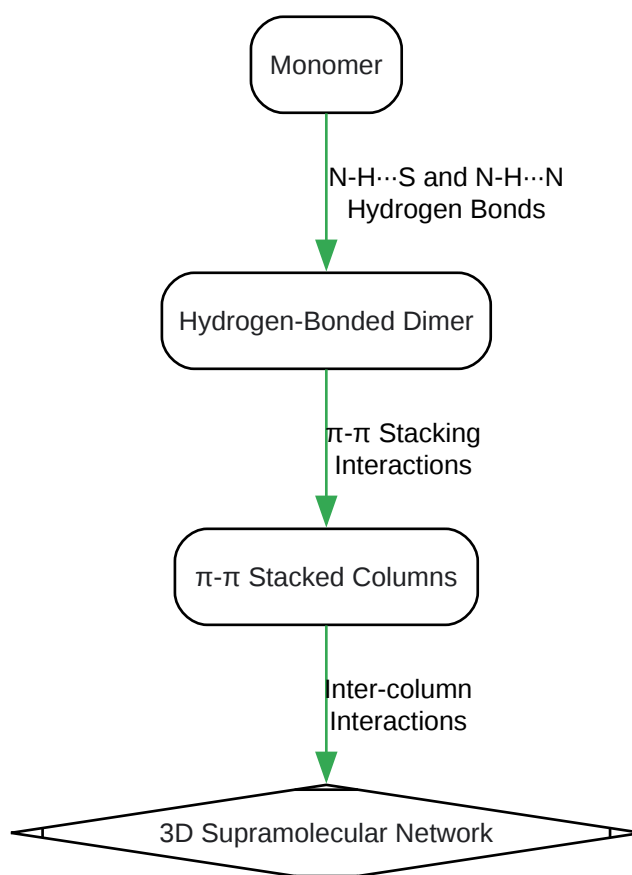 Monomer
N-H···S and N-H···N
Hydrogen Bonds
Hydrogen-Bonded Dimer
π-π Stacking
Interactions
π-π Stacked Columns
Inter-column
Interactions
3D Supramolecular Network